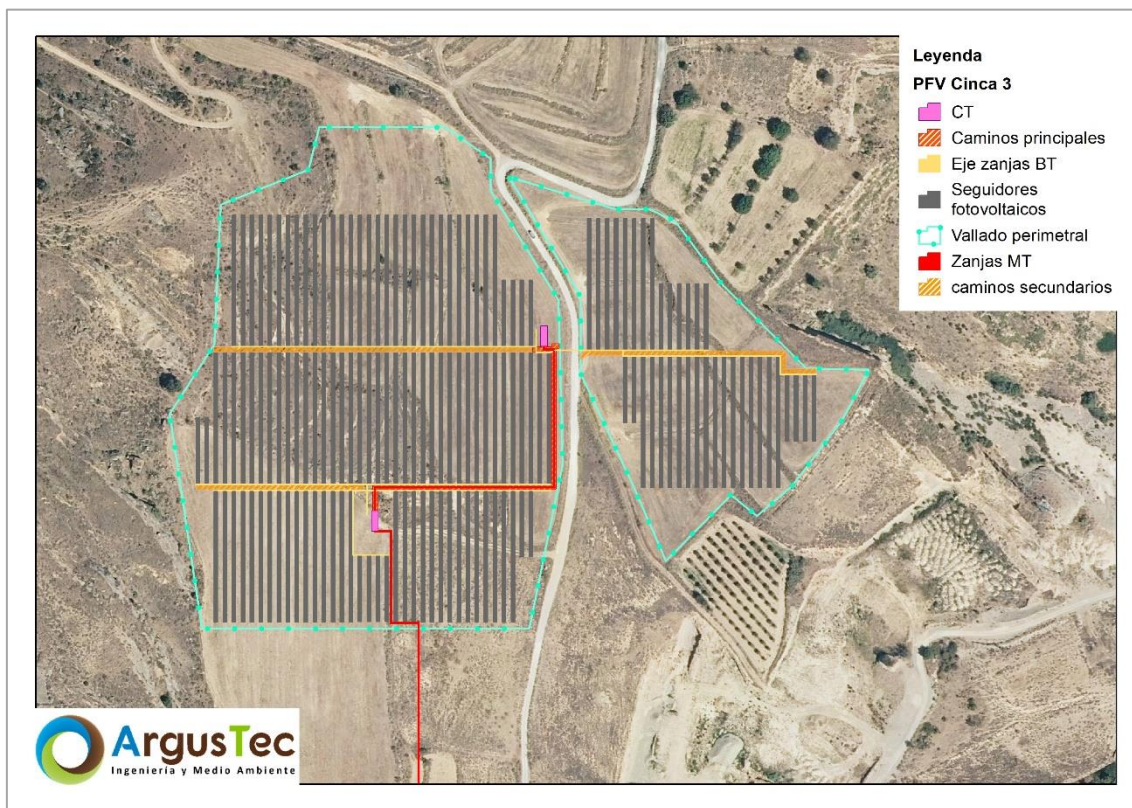 Leyenda
PFV Cinca 3
CT
Caminos principales
Eje zanjas BT
Seguidores
fotovoltaicos
Vallado perimetral
Zanjas MT
caminos secundarios
ArgusTec
Ingeniería y Medio Ambiente